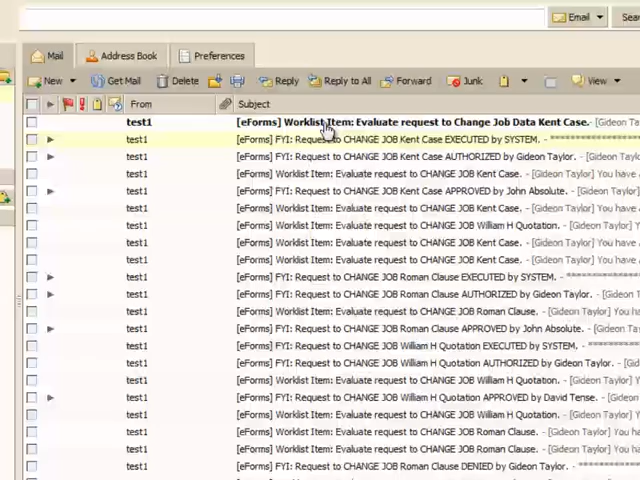 Email Sea
Mail Address Book Preferences
New Get Mail Delete Reply Reply to All Forward Junk View
From Subject
test1 [eForms] Worklist Item: Evaluate request to Change Job Data Kent Case. - [Gideon Ta
test1 [eForms] FYI: Request to CHANGE JOB Kent Case EXECUTED by SYSTEM. - ****************
test1 [eForms] FYI: Request to CHANGE JOB Kent Case AUTHORIZED by Gideon Taylor. - **********
test1 [eForms] Worklist Item: Evaluate request to CHANGE JOB Kent Case. - [Gideon Taylor] You have
test1 [eForms] FYI: Request to CHANGE JOB Kent Case APPROVED by John Absolute. - ***********
test1 [eForms] Worklist Item: Evaluate request to CHANGE JOB Kent Case. - [Gideon Taylor] You have
test1 [eForms] Worklist Item: Evaluate request to CHANGE JOB William H Quotation. - [Gideon Taylor]
test1 [eForms] Worklist Item: Evaluate request to CHANGE JOB Kent Case. - [Gideon Taylor] You have
test1 [eForms] Worklist Item: Evaluate request to CHANGE JOB Kent Case. - [Gideon Taylor] You have
test1 [eForms] FYI: Request to CHANGE JOB Roman Clause EXECUTED by SYSTEM. - **************
test1 [eForms] FYI: Request to CHANGE JOB Roman Clause AUTHORIZED by Gideon Taylor. - *******
test1 [eForms] Worklist Item: Evaluate request to CHANGE JOB Roman Clause. - [Gideon Taylor] You ha
test1 [eForms] FYI: Request to CHANGE JOB Roman Clause APPROVED by John Absolute. - ********
test1 [eForms] FYI: Request to CHANGE JOB William H Quotation EXECUTED by SYSTEM. - **********
test1 [eForms] FYI: Request to CHANGE JOB William H Quotation AUTHORIZED by Gideon Taylor. - ****
test1 [eForms] Worklist Item: Evaluate request to CHANGE JOB William H Quotation. - [Gideon Taylor]
test1 [eForms] FYI: Request to CHANGE JOB William H Quotation APPROVED by David Tense. - ******
test1 [eForms] Worklist Item: Evaluate request to CHANGE JOB William H Quotation. - [Gideon Taylor]
test1 [eForms] Worklist Item: Evaluate request to CHANGE JOB Roman Clause. - [Gideon Taylor] You ha
test1 [eForms] Worklist Item: Evaluate request to CHANGE JOB Roman Clause. - [Gideon Taylor] You ha
test1 [eForms] FYI: Request to CHANGE JOB Roman Clause DENIED by Gideon Taylor. - ***********